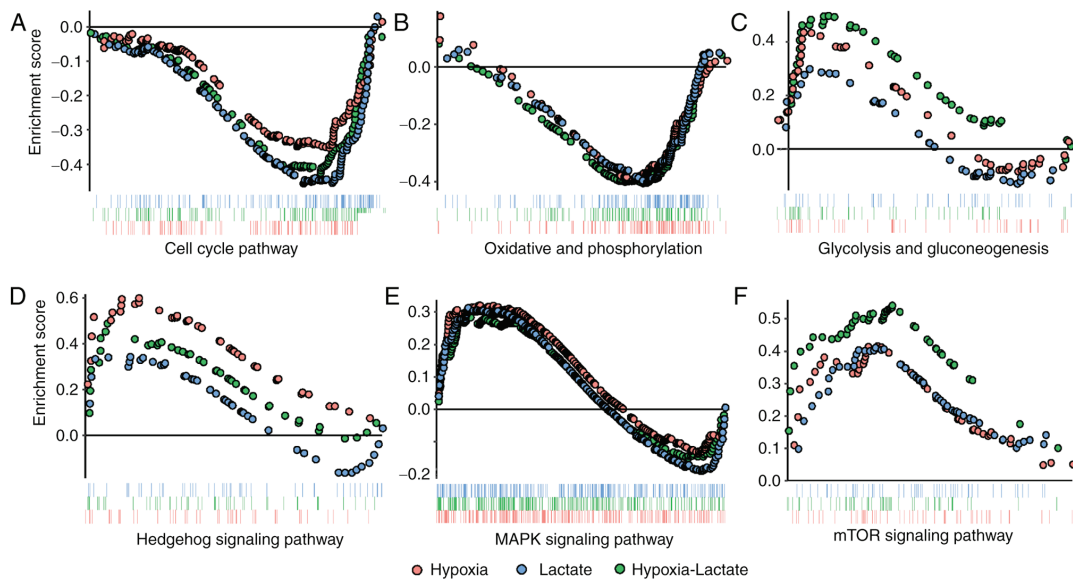 A
Enrichment score
0.0
−0.1
−0.2
−0.3
−0.4
Cell cycle pathway
B
0.0
−0.2
−0.4
Oxidative and phosphorylation
C
0.4
0.2
0.0
Glycolysis and gluconeogenesis
D
Enrichment score
0.6
0.4
0.2
0.0
Hedgehog signaling pathway
E
0.3
0.2
0.1
0.0
−0.1
−0.2
MAPK signaling pathway
F
0.5
0.4
0.3
0.2
0.1
0.0
mTOR signaling pathway
Hypoxia Lactate Hypoxia-Lactate